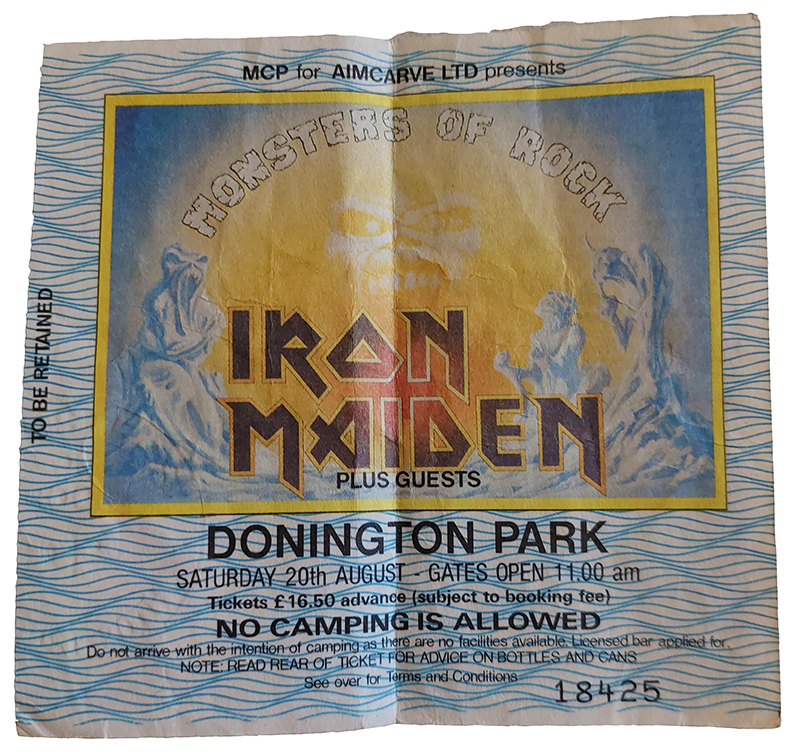 MCP for AIMCARVE LTD presents
MONSTERS OF ROCK
IRON
MAIDEN
PLUS GUESTS
TO BE RETAINED
DONINGTON PARK
SATURDAY 20th AUGUST - GATES OPEN 11.00 am
Tickets £16.50 advance (subject to booking fee)
NO CAMPING IS ALLOWED
Do not arrive with the intention of camping as there are no facilities available. Licensed bar applied for.
NOTE: READ REAR OF TICKET FOR ADVICE ON BOTTLES AND CANS
See over for Terms and Conditions
18425